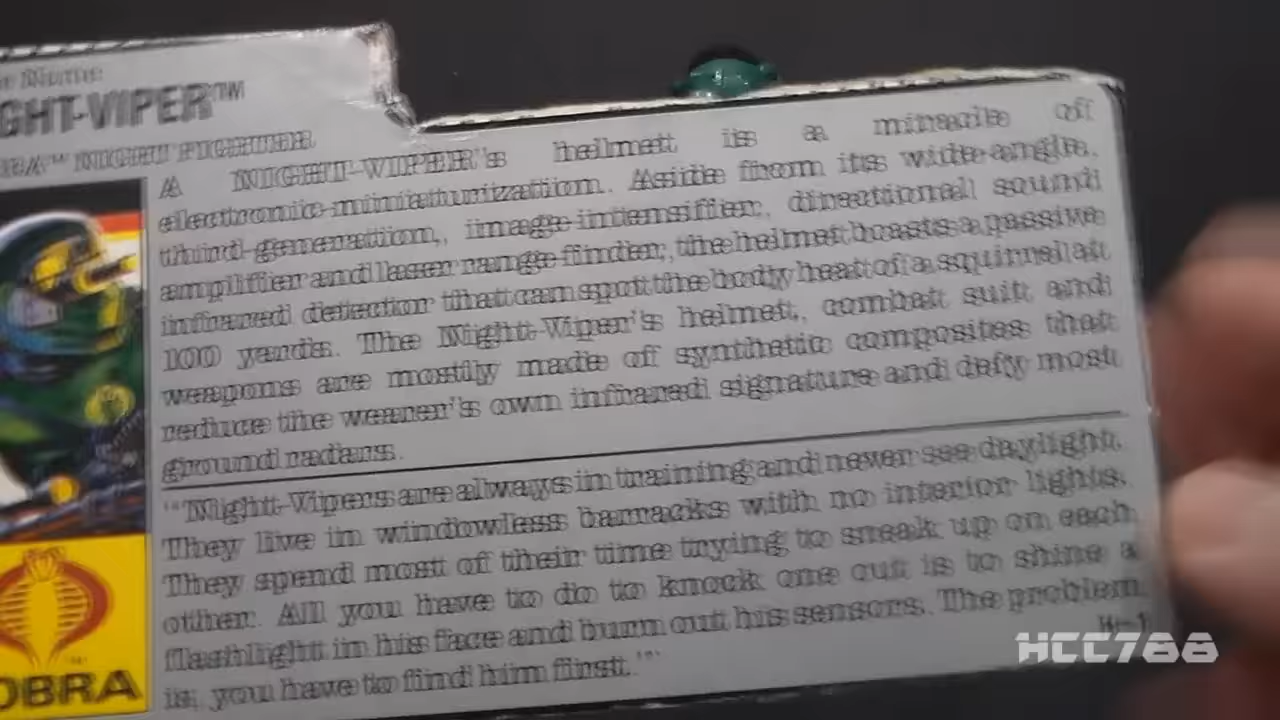 Name:
GHT-VIPER™
BA™ NIGHT FIGHTER
A NIGHT-VIPER's helmet is a miracle of
electronic miniaturization. Aside from its wide-angle,
third-generation, image-intensifier, directional sound
amplifier and laser range-finder, the helmet boasts a passive
infrared detector that can spot the body heat of a squirrel at
100 yards. The Night-Viper's helmet, combat suit and
weapons are mostly made of synthetic composites that
reduce the wearer's own infrared signature and defy most
ground radars.
"Night-Vipers are always in training and never see daylight.
They live in windowless barracks with no interior lights.
They spend most of their time trying to sneak up on each
other. All you have to do to knock one out is to shine a
flashlight in his face and burn out his sensors. The problem
is, you have to find him first."
OBRA
HCC788